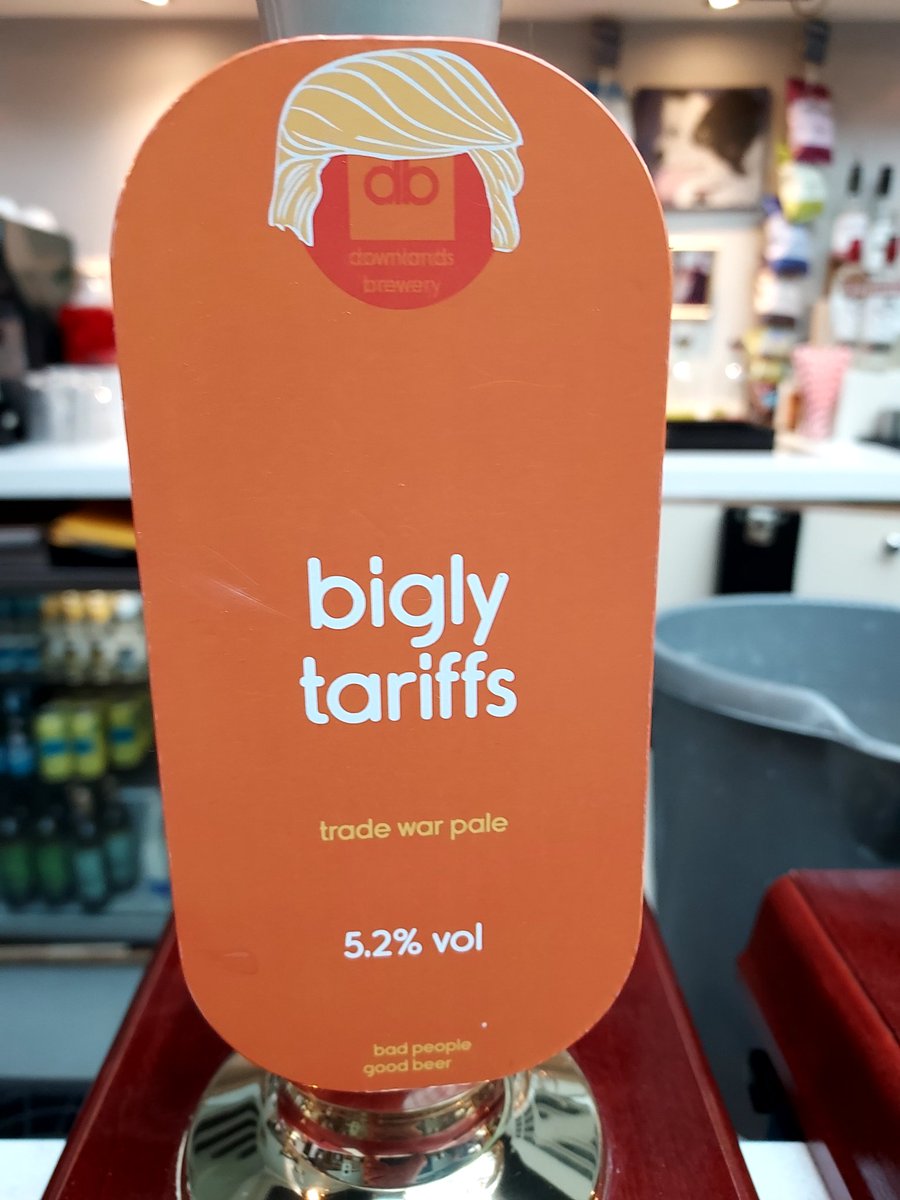 db
downlands
brewery
bigly
tariffs
trade war pale
5.2% vol
bad people
good beer